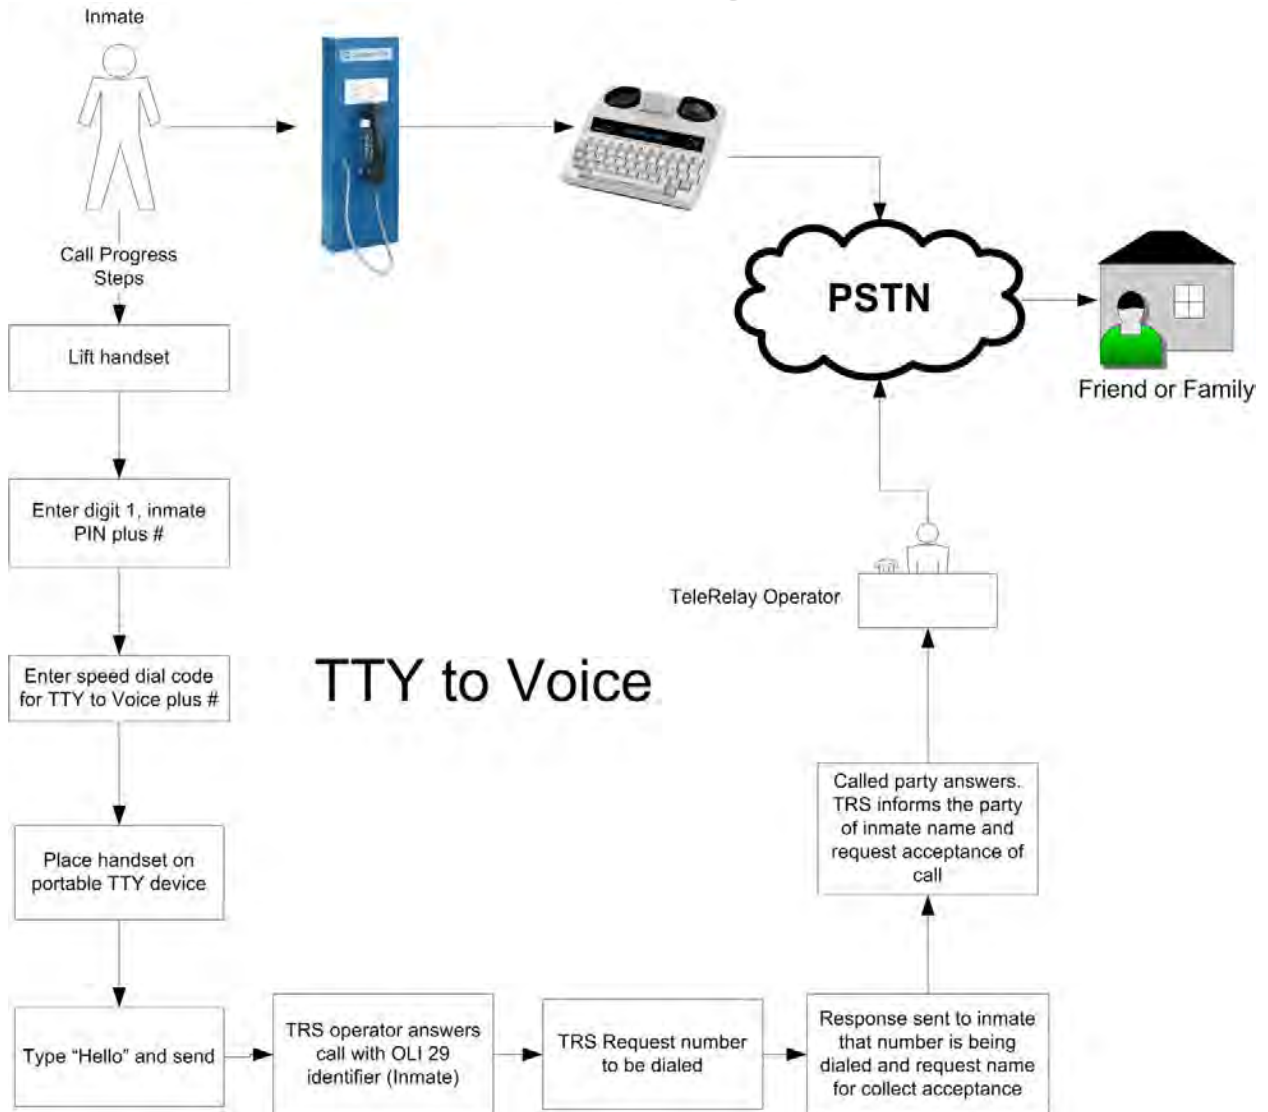 Inmate
Call Progress
Steps
Lift handset
Enter digit 1, inmate
PIN plus #
Enter speed dial code
for TTY to Voice plus #
Place handset on
portable TTY device
Type “Hello” and send
TRS operator answers
call with OLI 29
identifier (Inmate)
TRS Request number
to be dialed
Response sent to inmate
that number is being
dialed and request name
for collect acceptance
Called party answers.
TRS informs the party
of inmate name and
request acceptance of
call
TeleRelay Operator
PSTN
Friend or Family
TTY to Voice